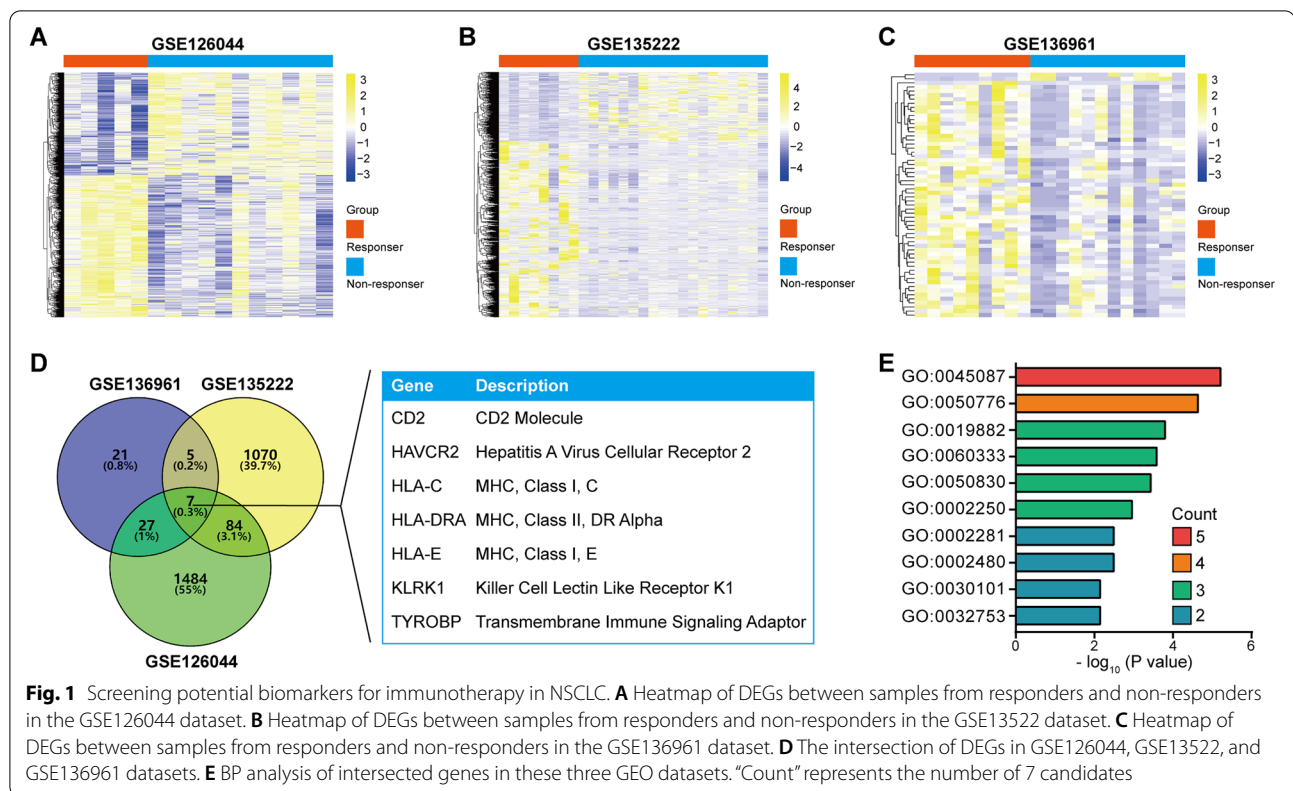 A
GSE126044
3
2
1
0
−1
−2
−3
Group
Responser
Non-responser
B
GSE135222
4
2
0
−2
−4
Group
Responser
Non-responser
C
GSE136961
3
2
1
0
−1
−2
−3
Group
Responser
Non-responser
D
GSE136961
GSE135222
21
(0.8%)
5
(0.2%)
1070
(39.7%)
7
(0.3%)
27
(1%)
84
(3.1%)
1484
(55%)
GSE126044
Gene Description
CD2 CD2 Molecule
HAVCR2 Hepatitis A Virus Cellular Receptor 2
HLA-C MHC, Class I, C
HLA-DRA MHC, Class II, DR Alpha
HLA-E MHC, Class I, E
KLRK1 Killer Cell Lectin Like Receptor K1
TYROBP Transmembrane Immune Signaling Adaptor
E
GO:0045087
GO:0050776
GO:0019882
GO:0060333
GO:0050830
GO:0002250
GO:0002281
GO:0002480
GO:0030101
GO:0032753
Count
5
4
3
2
0 2 4 6
- log10 (P value)
Fig. 1 Screening potential biomarkers for immunotherapy in NSCLC. A Heatmap of DEGs between samples from responders and non-responders
in the GSE126044 dataset. B Heatmap of DEGs between samples from responders and non-responders in the GSE13522 dataset. C Heatmap of
DEGs between samples from responders and non-responders in the GSE136961 dataset. D The intersection of DEGs in GSE126044, GSE13522, and
GSE136961 datasets. E BP analysis of intersected genes in these three GEO datasets. “Count” represents the number of 7 candidates